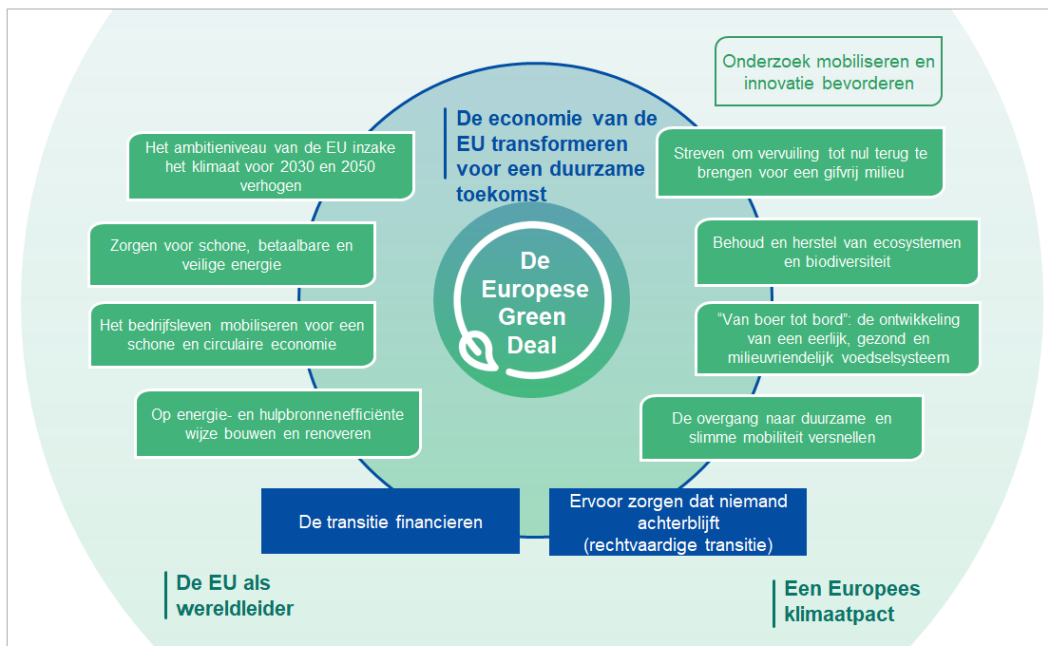 Onderzoek mobiliseren en
innovatie bevorderen
De economie van de
EU transformeren
voor een duurzame
toekomst
Het ambitieniveau van de EU inzake
het klimaat voor 2030 en 2050
verhogen
Streven om vervuiling tot nul terug te
brengen voor een gifvrij milieu
Zorgen voor schone, betaalbare en
veilige energie
Behoud en herstel van ecosystemen
en biodiversiteit
De
Europese
Green
Deal
Het bedrijfsleven mobiliseren voor een
schone en circulaire economie
"Van boer tot bord": de ontwikkeling
van een eerlijk, gezond en
milieuvriendelijk voedselsysteem
Op energie- en hulpbronnenefficiënte
wijze bouwen en renoveren
De overgang naar duurzame en
slimme mobiliteit versnellen
De transitie financieren
Ervoor zorgen dat niemand
achterblijft
(rechtvaardige transitie)
De EU als
wereldleider
Een Europees
klimaatpact